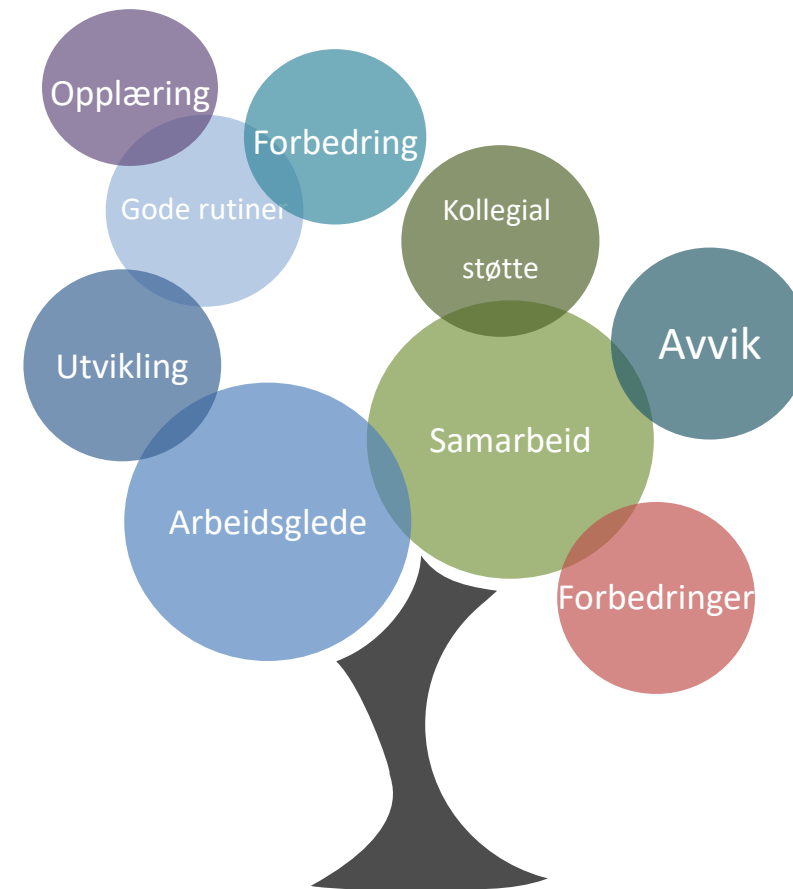 Opplæring
Forbedring
Gode rutiner
Kollegial
støtte
Avvik
Utvikling
Samarbeid
Arbeidsglede
Forbedringer